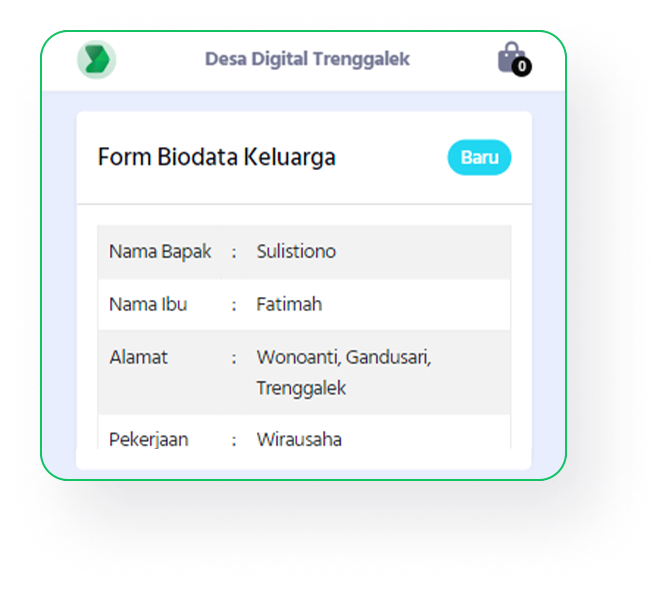 Desa Digital Trenggalek
0
Form Biodata Keluarga
Baru
Nama Bapak : Sulistiono
Nama Ibu : Fatimah
Alamat : Wonoanti, Gandusari,
Trenggalek
Pekerjaan : Wirausaha